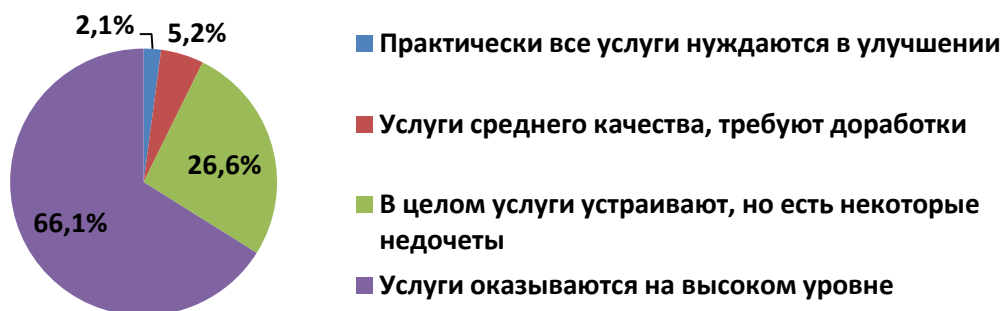 2,1%
5,2%
26,6%
66,1%
Практически все услуги нуждаются в улучшении
Услуги среднего качества, требуют доработки
В целом услуги устраивают, но есть некоторые
недочеты
Услуги оказываются на высоком уровне